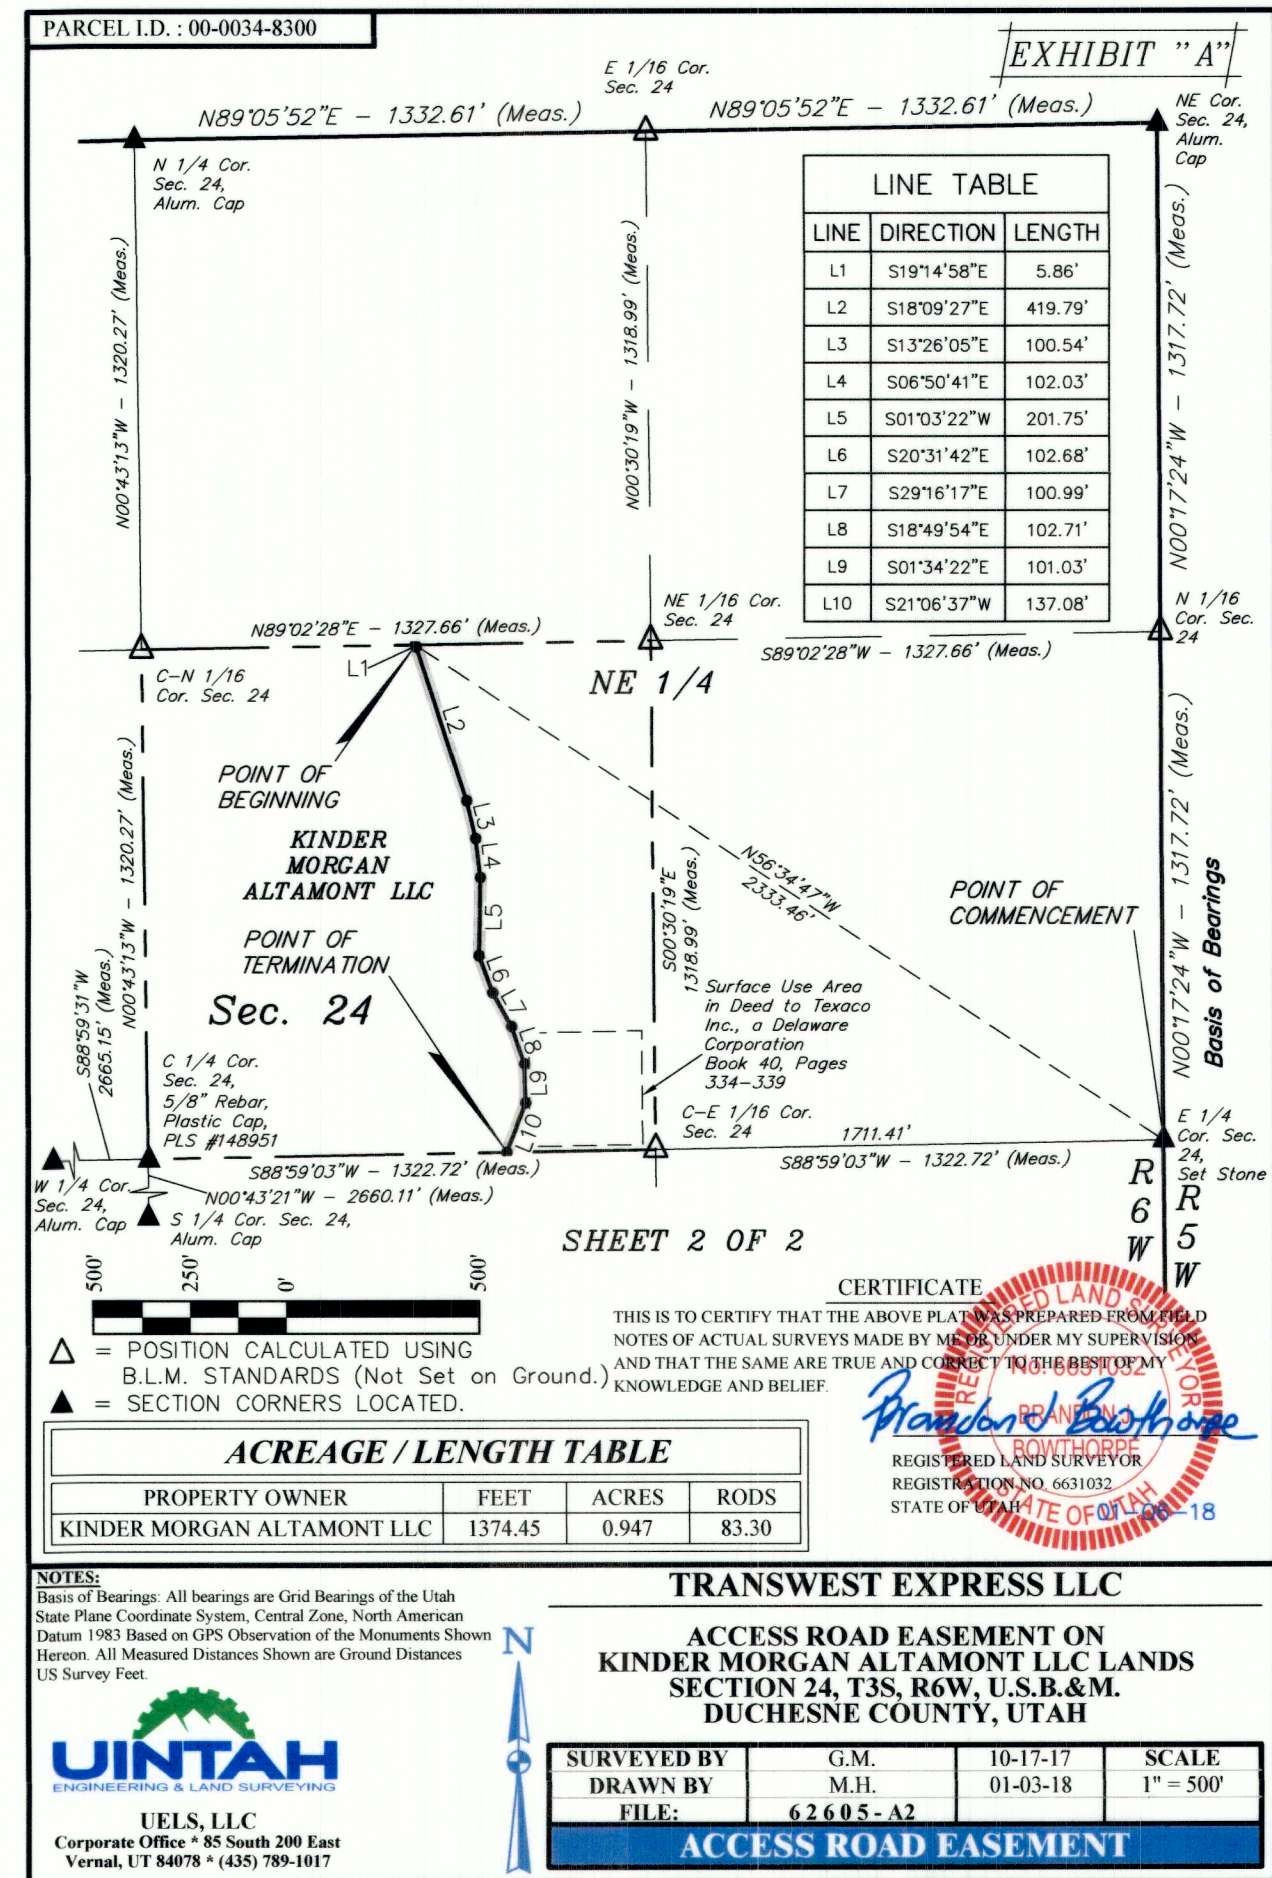 PARCEL I.D. : 00-0034-8300
EXHIBIT "A"
E 1/16 Cor.
Sec. 24
N89°05'52"E - 1332.61' (Meas.)
N89°05'52"E - 1332.61' (Meas.)
NE Cor.
Sec. 24,
Alum.
Cap
N 1/4 Cor.
Sec. 24,
Alum. Cap
N00°43'13"W - 1320.27' (Meas.)
N00°30'19"W - 1318.99' (Meas.)
N00°17'24"W - 1317.72' (Meas.)
LINE TABLE
LINE DIRECTION LENGTH
L1 S19°14'58"E 5.86'
L2 S18°09'27"E 419.79'
L3 S13°26'05"E 100.54'
L4 S06°50'41"E 102.03'
L5 S01°03'22"W 201.75'
L6 S20°31'42"E 102.68'
L7 S29°16'17"E 100.99'
L8 S18°49'54"E 102.71'
L9 S01°34'22"E 101.03'
L10 S21°06'37"W 137.08'
NE 1/16 Cor.
Sec. 24
N 1/16
Cor. Sec.
24
N89°02'28"E - 1327.66' (Meas.)
S89°02'28"W - 1327.66' (Meas.)
C-N 1/16
Cor. Sec. 24
L1
NE 1/4
L2
POINT OF
BEGINNING
L3
L4
KINDER
MORGAN
ALTAMONT LLC
N00°43'13"W - 1320.27' (Meas.)
S00°30'19"E
1318.99' (Meas.)
N56°34'47"W
2333.46'
N00°17'24"W - 1317.72' (Meas.)
Basis of Bearings
POINT OF
COMMENCEMENT
L5
POINT OF
TERMINATION
L6
L7
Sec. 24
L8
L9
L10
Surface Use Area
in Deed to Texaco
Inc., a Delaware
Corporation
Book 40, Pages
334-339
S88°59'31"W
2665.15' (Meas.)
C 1/4 Cor.
Sec. 24,
5/8" Rebar,
Plastic Cap,
PLS #148951
C-E 1/16 Cor.
Sec. 24
1711.41'
E 1/4
Cor. Sec.
24,
Set Stone
S88°59'03"W - 1322.72' (Meas.)
S88°59'03"W - 1322.72' (Meas.)
W 1/4 Cor.
Sec. 24,
Alum. Cap
N00°43'21"W - 2660.11' (Meas.)
S 1/4 Cor. Sec. 24,
Alum. Cap
R
6
W
R
5
W
SHEET 2 OF 2
500' 250' 0' 500'
△ = POSITION CALCULATED USING
B.L.M. STANDARDS (Not Set on Ground.)
▲ = SECTION CORNERS LOCATED.
CERTIFICATE
THIS IS TO CERTIFY THAT THE ABOVE PLAT WAS PREPARED FROM FIELD
NOTES OF ACTUAL SURVEYS MADE BY ME OR UNDER MY SUPERVISION
AND THAT THE SAME ARE TRUE AND CORRECT TO THE BEST OF MY
KNOWLEDGE AND BELIEF.
REGISTERED LAND SURVEYOR
No. 6631032
BRANDON J.
BOWTHORPE
STATE OF UTAH
Brandon J Bowthorpe
REGISTERED LAND SURVEYOR
REGISTRATION NO. 6631032
STATE OF UTAH
01-06-18
ACREAGE / LENGTH TABLE
PROPERTY OWNER FEET ACRES RODS
KINDER MORGAN ALTAMONT LLC 1374.45 0.947 83.30
NOTES:
Basis of Bearings: All bearings are Grid Bearings of the Utah
State Plane Coordinate System, Central Zone, North American
Datum 1983 Based on GPS Observation of the Monuments Shown
Hereon. All Measured Distances Shown are Ground Distances
US Survey Feet.
N
UINTAH
ENGINEERING & LAND SURVEYING
UELS, LLC
Corporate Office * 85 South 200 East
Vernal, UT 84078 * (435) 789-1017
TRANSWEST EXPRESS LLC
ACCESS ROAD EASEMENT ON
KINDER MORGAN ALTAMONT LLC LANDS
SECTION 24, T3S, R6W, U.S.B.&M.
DUCHESNE COUNTY, UTAH
SURVEYED BY G.M. 10-17-17 SCALE
DRAWN BY M.H. 01-03-18 1" = 500'
FILE: 62605-A2
ACCESS ROAD EASEMENT